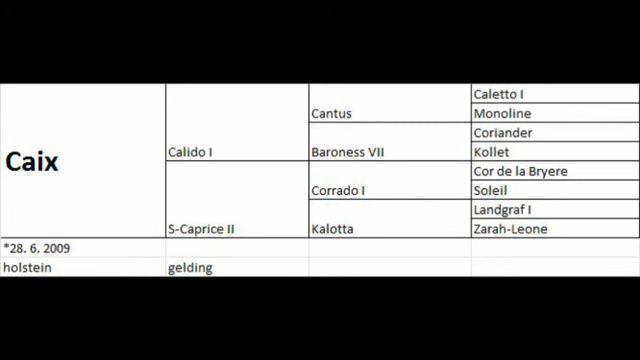 Caletto I
Cantus Monoline
Coriander
Caix Calido I Baroness VII Kollet
Cor de la Bryere
Corrado I Soleil
Landgraf I
S-Caprice II Kalotta Zarah-Leone
*28. 6. 2009
holstein gelding